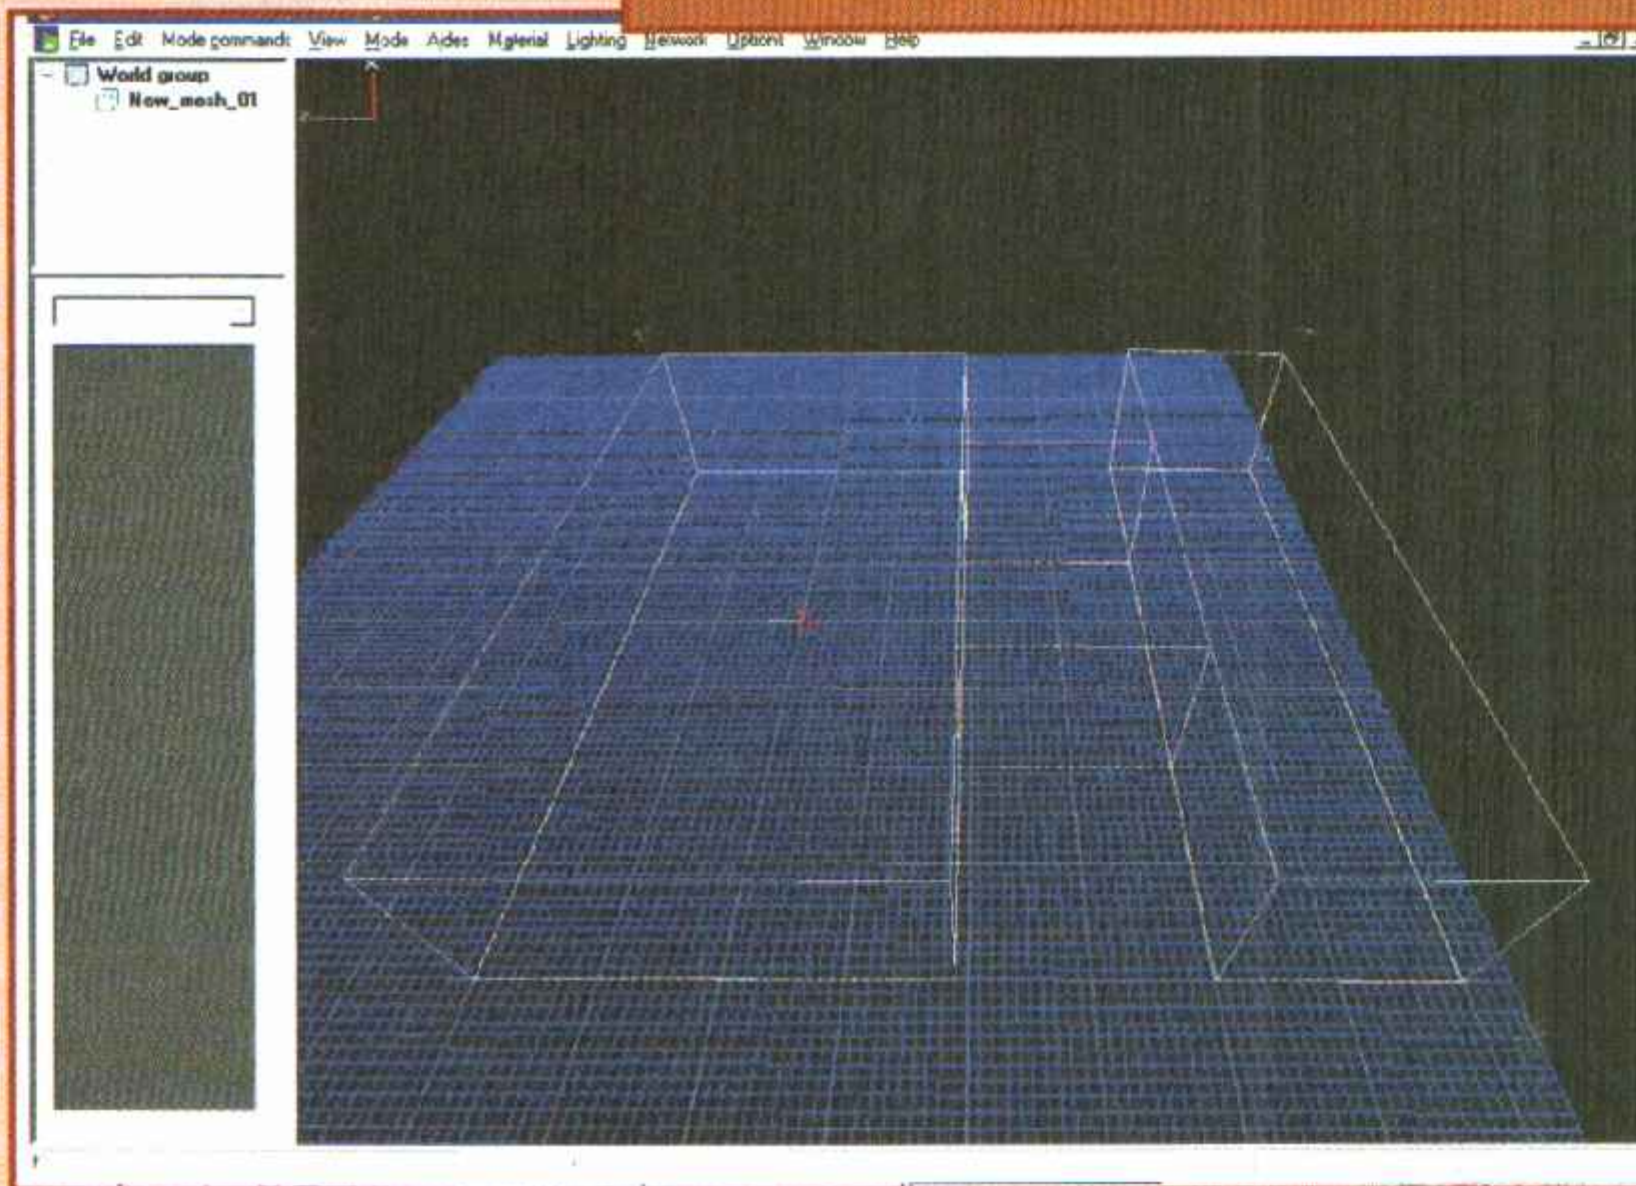 File Edit Mode commands View Mode Aides Material Lighting Network Options Window Help
World group
New_mesh_01